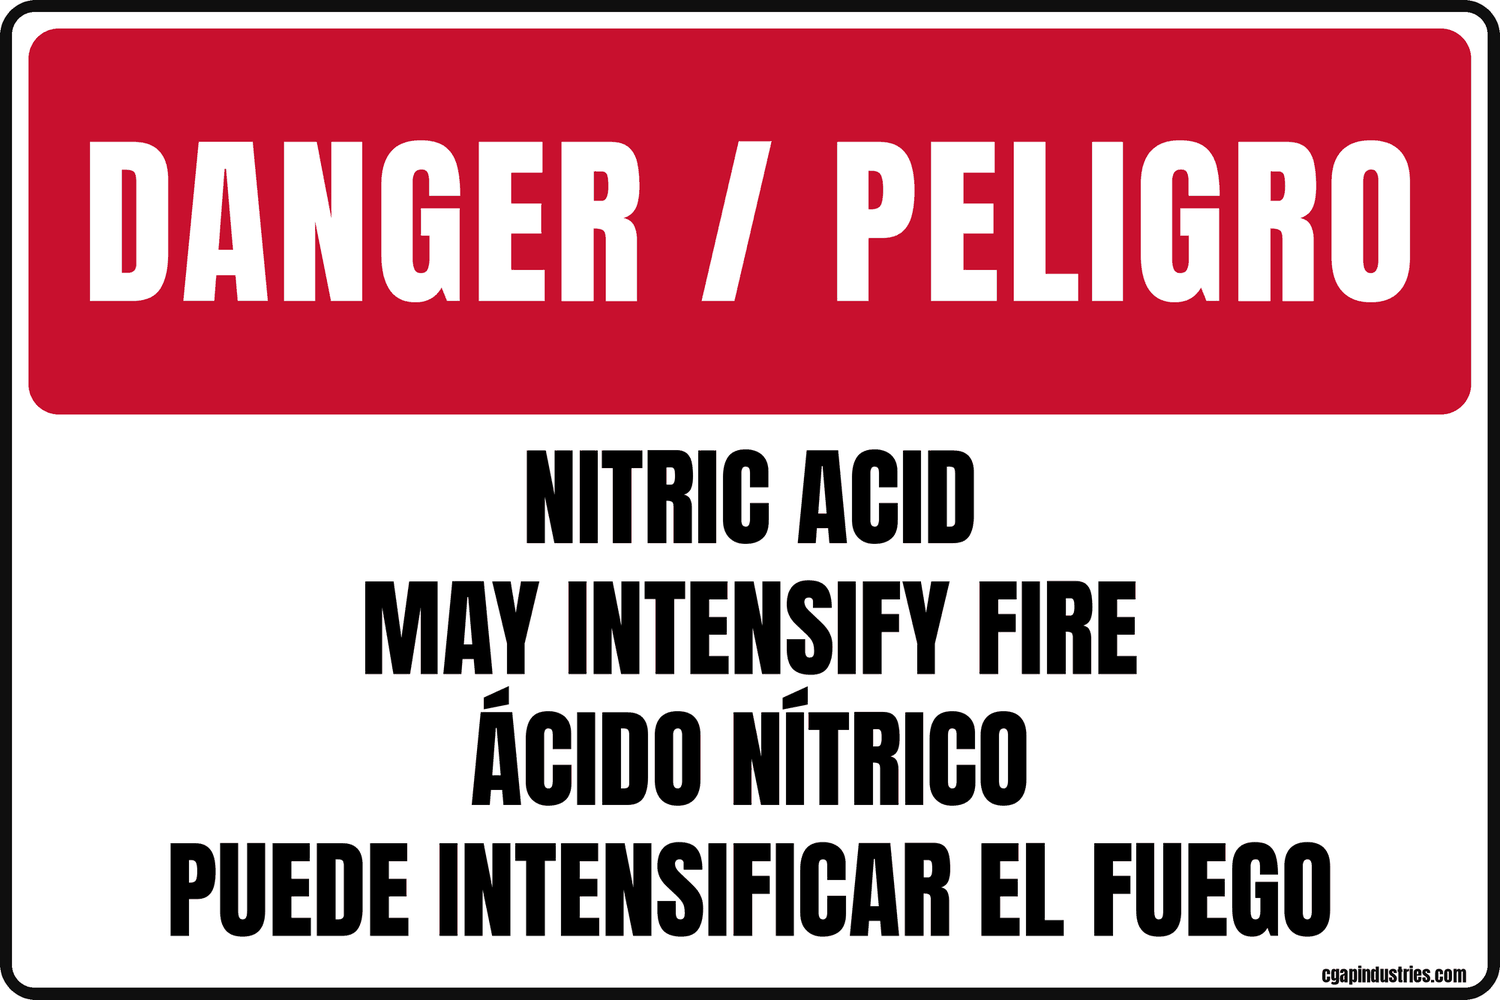 DANGER / PELIGRO
NITRIC ACID
MAY INTENSIFY FIRE
ÁCIDO NÍTRICO
PUEDE INTENSIFICAR EL FUEGO
cgapindustries.com